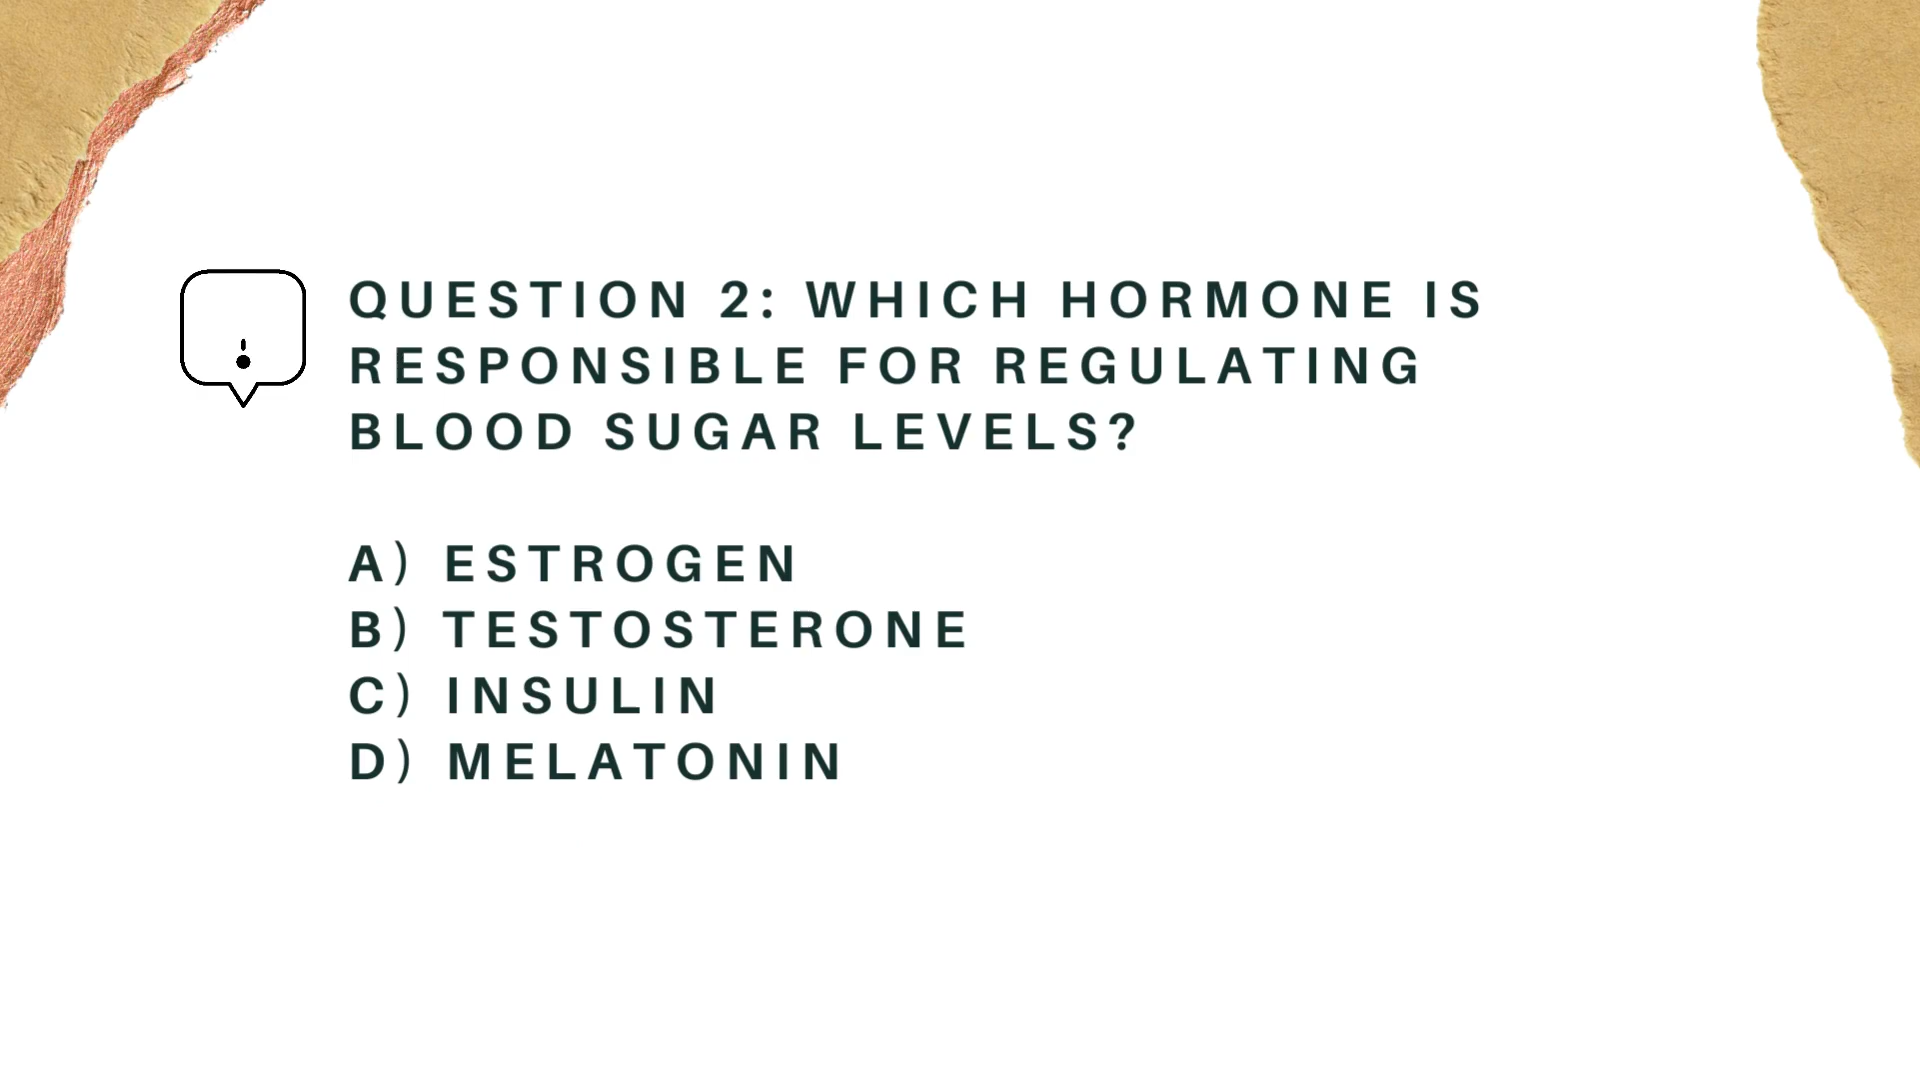 QUESTION 2: WHICH HORMONE IS
RESPONSIBLE FOR REGULATING
BLOOD SUGAR LEVELS?
A) ESTROGEN
B) TESTOSTERONE
C) INSULIN
D) MELATONIN